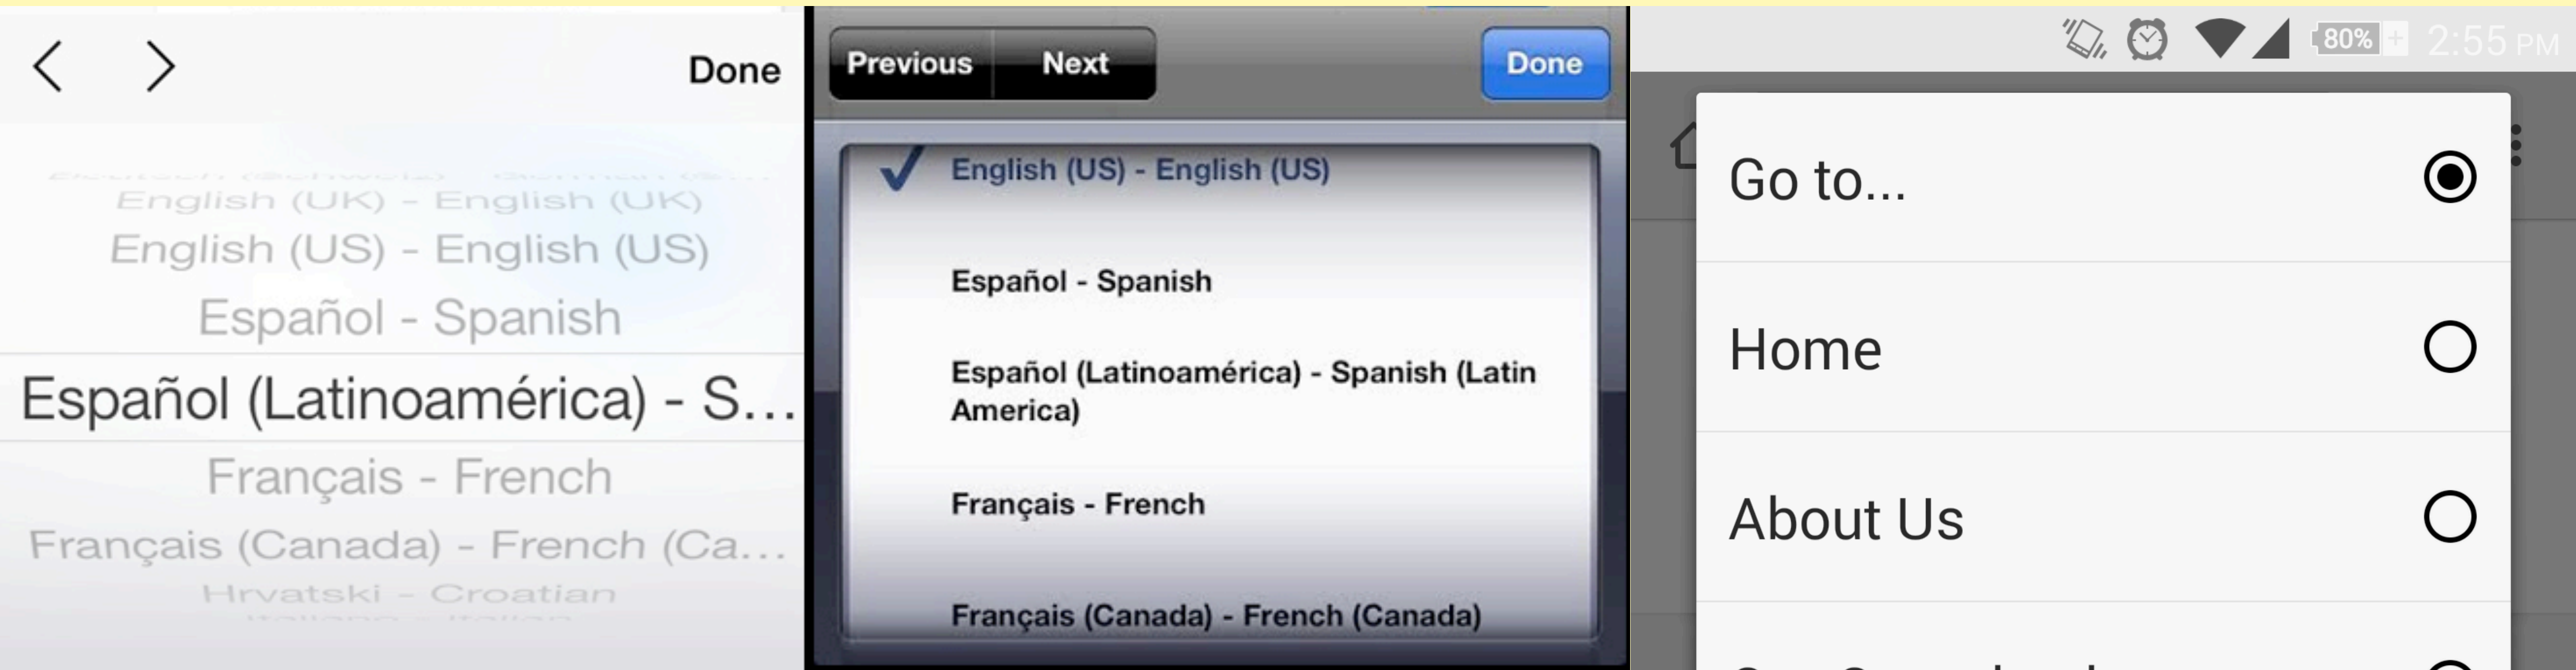 Done
English (UK) - English (UK)
English (US) - English (US)
Español - Spanish
Español (Latinoamérica) - S...
Français - French
Français (Canada) - French (Ca...
Hrvatski - Croatian
Italiano - Italian
Previous Next Done
English (US) - English (US)
Español - Spanish
Español (Latinoamérica) - Spanish (Latin
America)
Français - French
Français (Canada) - French (Canada)
80% 2:55 PM
Go to...
Home
About Us